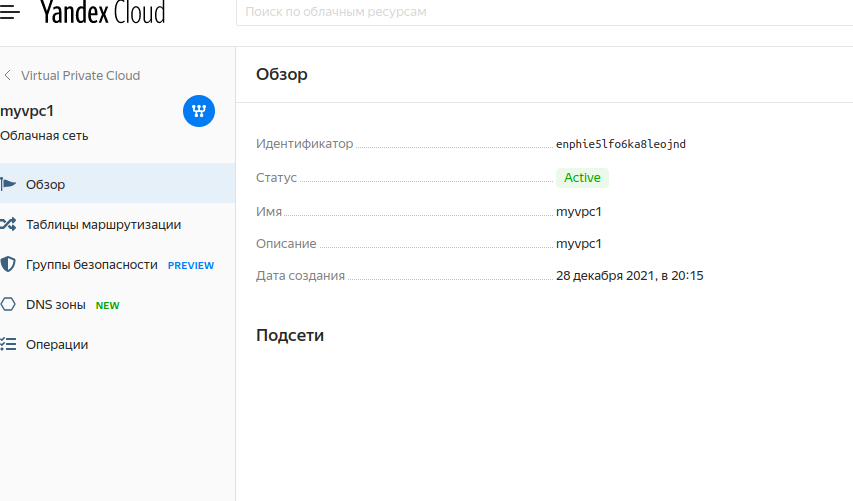 Yandex Cloud
Поиск по облачным ресурсам
Virtual Private Cloud
myvpc1
Облачная сеть
Обзор
Таблицы маршрутизации
Группы безопасности PREVIEW
DNS зоны NEW
Операции
Обзор
Идентификатор enphie5lfo6ka8leojnd
Статус Active
Имя myvpc1
Описание myvpc1
Дата создания 28 декабря 2021, в 20:15
Подсети